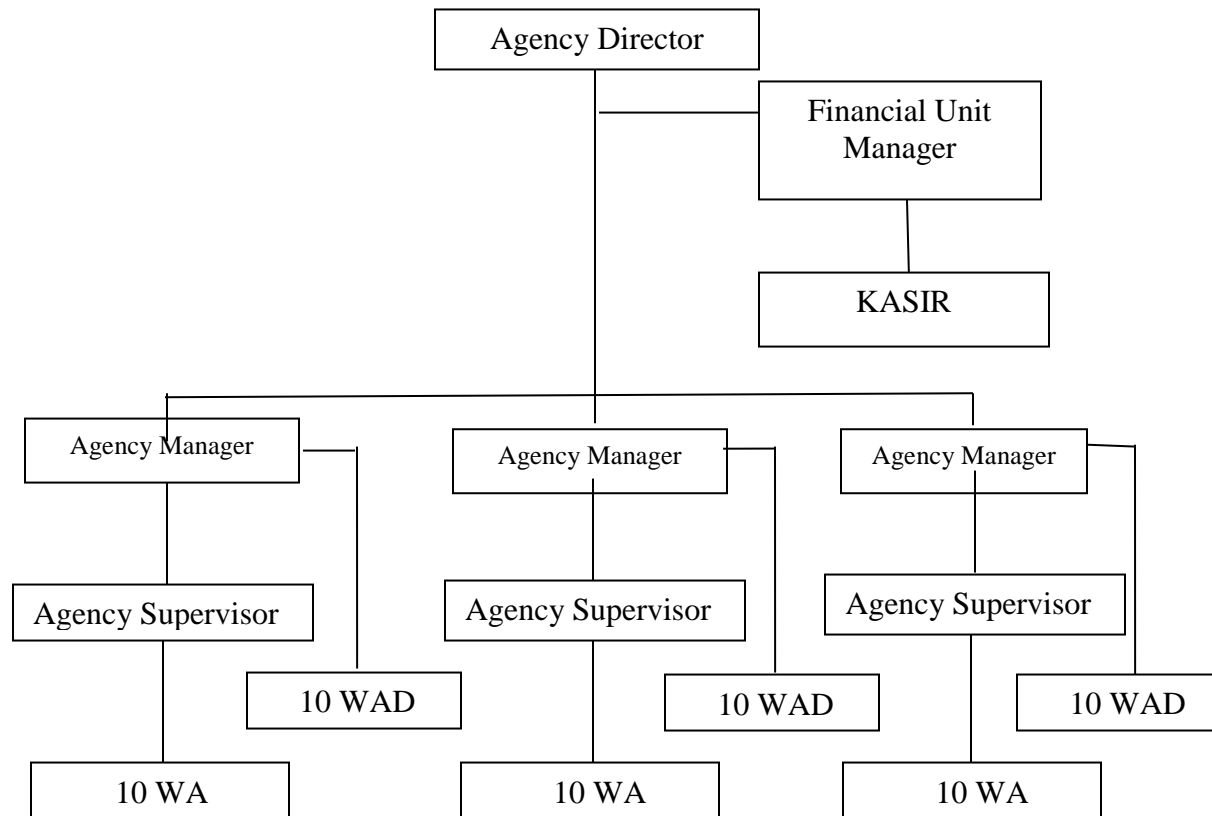 Agency Director
Financial Unit
Manager
KASIR
Agency Manager
Agency Manager
Agency Manager
Agency Supervisor
Agency Supervisor
Agency Supervisor
10 WAD
10 WAD
10 WAD
10 WA
10 WA
10 WA